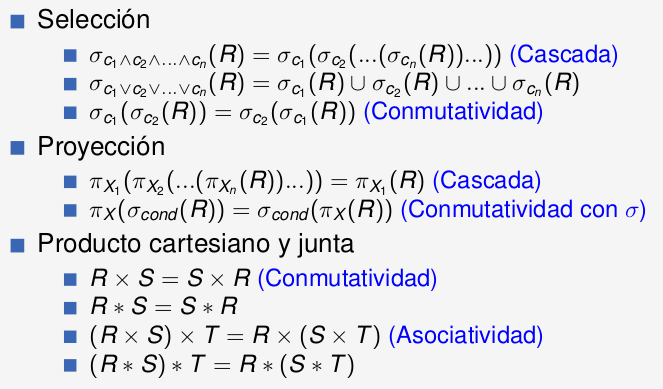 Selección
σ_{c₁∧c₂∧...∧cₙ}(R) = σ_{c₁}(σ_{c₂}(...(σ_{cₙ}(R))...)) (Cascada)
σ_{c₁∨c₂∨...∨cₙ}(R) = σ_{c₁}(R) ∪ σ_{c₂}(R) ∪ ... ∪ σ_{cₙ}(R)
σ_{c₁}(σ_{c₂}(R)) = σ_{c₂}(σ_{c₁}(R)) (Conmutatividad)
Proyección
π_{X₁}(π_{X₂}(...(π_{Xₙ}(R))...)) = π_{X₁}(R) (Cascada)
π_X(σ_{cond}(R)) = σ_{cond}(π_X(R)) (Conmutatividad con σ)
Producto cartesiano y junta
R × S = S × R (Conmutatividad)
R ∗ S = S ∗ R
(R × S) × T = R × (S × T) (Asociatividad)
(R ∗ S) ∗ T = R ∗ (S ∗ T)